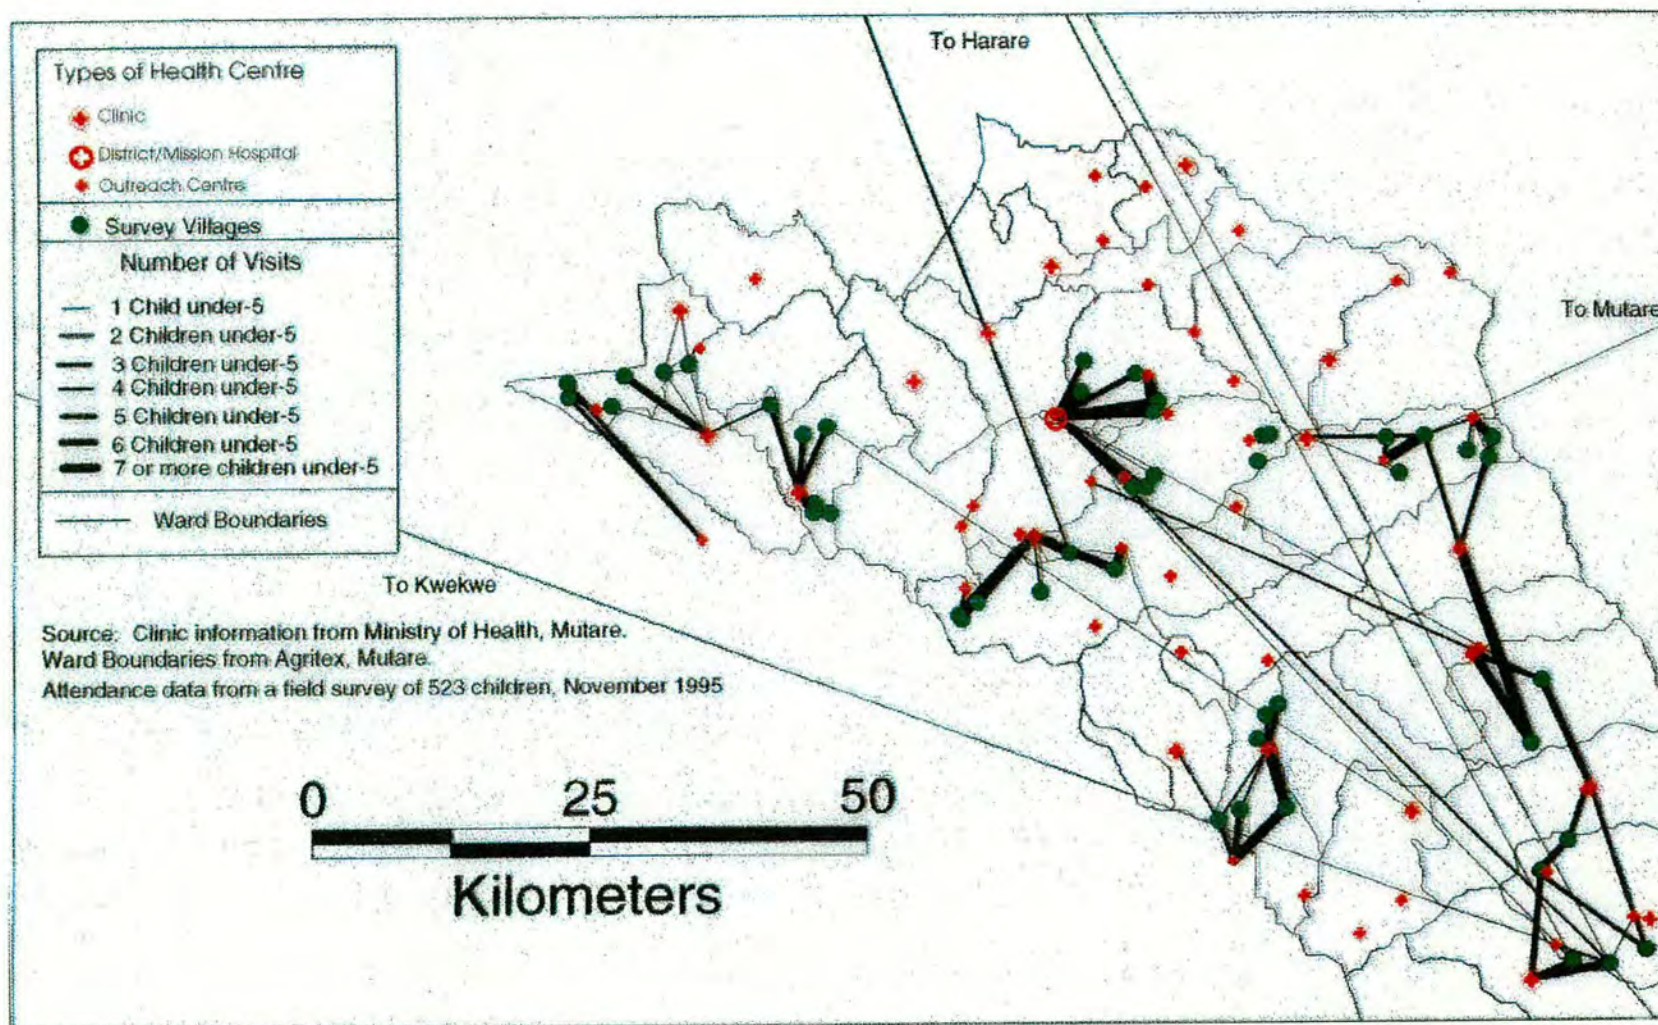 Types of Health Centre
Clinic
District/Mission Hospital
Outreach Centre
Survey Villages
Number of Visits
1 Child under-5
2 Children under-5
3 Children under-5
4 Children under-5
5 Children under-5
6 Children under-5
7 or more children under-5
Ward Boundaries
To Harare
To Mutare
To Kwekwe
Source: Clinic information from Ministry of Health, Mutare.
Ward Boundaries from Agritex, Mutare.
Attendance data from a field survey of 523 children, November 1995
0 25 50
Kilometers